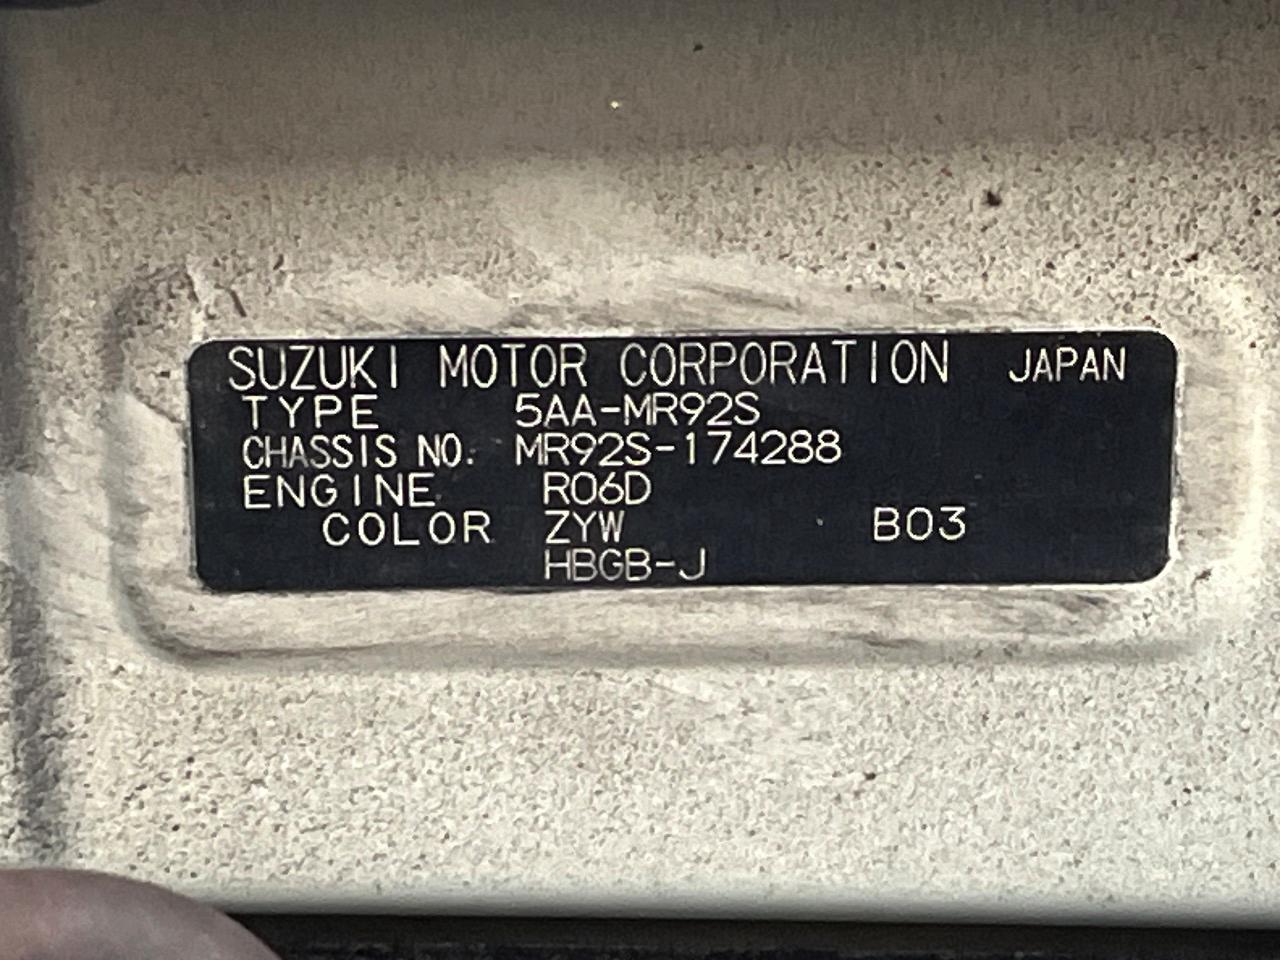 SUZUKI MOTOR CORPORATION JAPAN
TYPE 5AA-MR92S
CHASSIS NO. MR92S-174288
ENGINE R06D
COLOR ZYW B03
HBGB-J